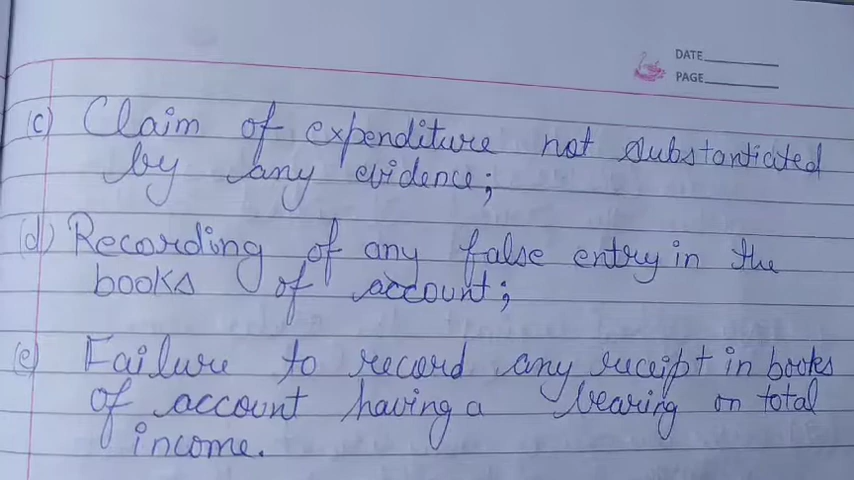 DATE
PAGE
(c) Claim of expenditure not substanticated
by any evidence;
(d) Recording of any false entry in the
books of account;
(e) Failure to record any receipt in books
of account having a bearing on total
income.